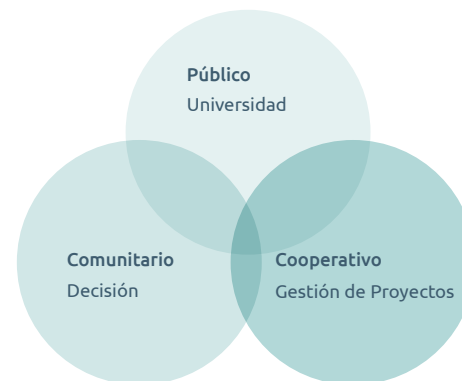 Público
Universidad
Comunitario
Decisión
Cooperativo
Gestión de Proyectos